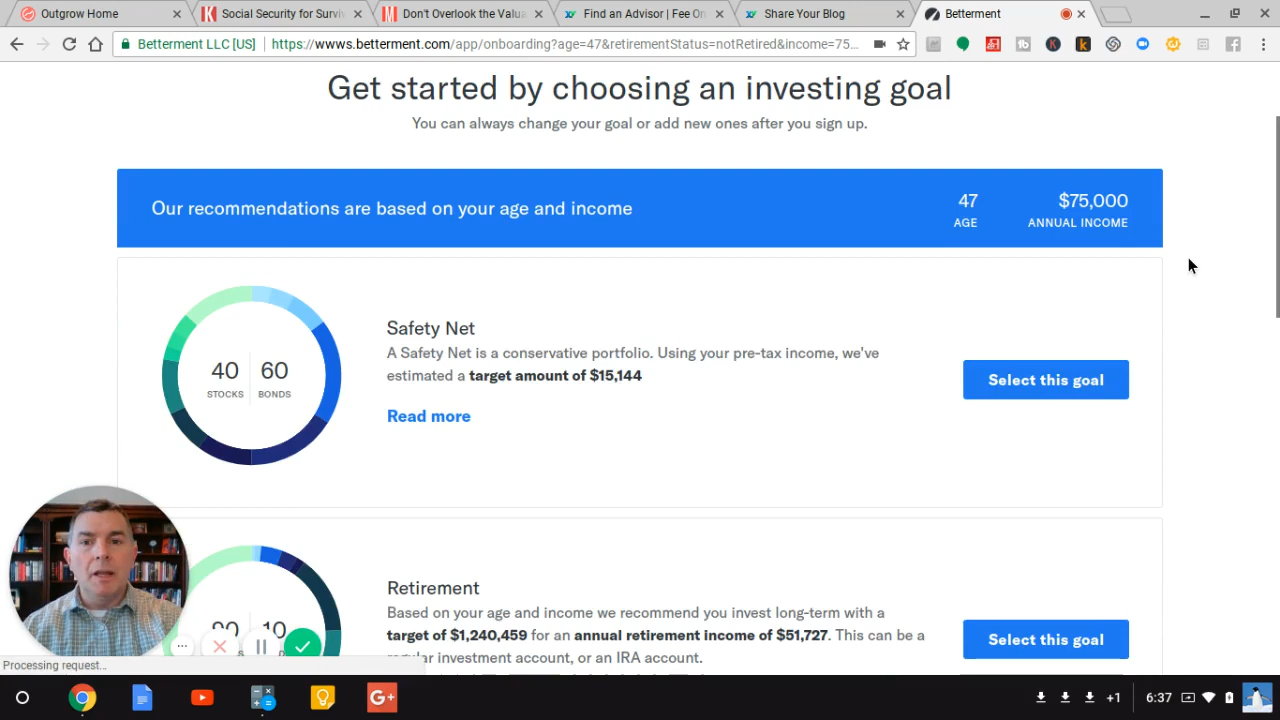 Outgrow Home
Social Security for Surviv
Don't Overlook the Valua
Find an Advisor | Fee On
Share Your Blog
Betterment
Betterment LLC [US]
https://wwws.betterment.com/app/onboarding?age=47&retirementStatus=notRetired&income=75...
Get started by choosing an investing goal
You can always change your goal or add new ones after you sign up.
Our recommendations are based on your age and income
47
AGE
$75,000
ANNUAL INCOME
40
STOCKS
60
BONDS
Safety Net
A Safety Net is a conservative portfolio. Using your pre-tax income, we've
estimated a target amount of $15,144
Read more
Select this goal
90
10
Retirement
Based on your age and income we recommend you invest long-term with a
target of $1,240,459 for an annual retirement income of $51,727. This can be a
regular investment account, or an IRA account.
Select this goal
Processing request...
+1
6:37